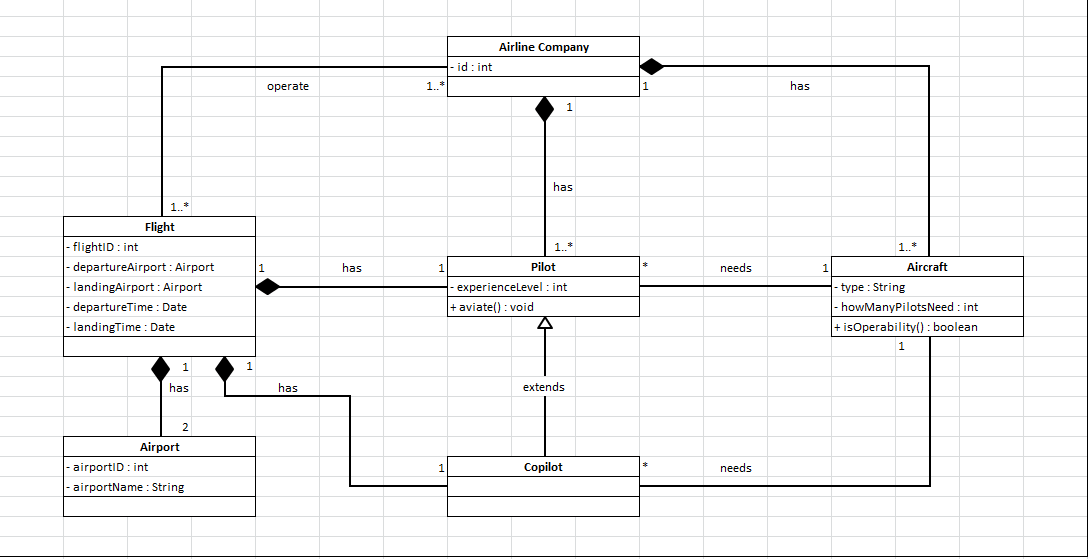 Airline Company
- id : int
operate
1..*
1
has
1
has
1..*
1..*
1..*
Flight
- flightID : int
- departureAirport : Airport
- landingAirport : Airport
- departureTime : Date
- landingTime : Date
1
has
1
Pilot
- experienceLevel : int
+ aviate() : void
*
needs
1
Aircraft
- type : String
- howManyPilotsNeed : int
+ isOperability() : boolean
1
1
has
1
has
extends
2
Airport
- airportID : int
- airportName : String
1
Copilot
*
needs